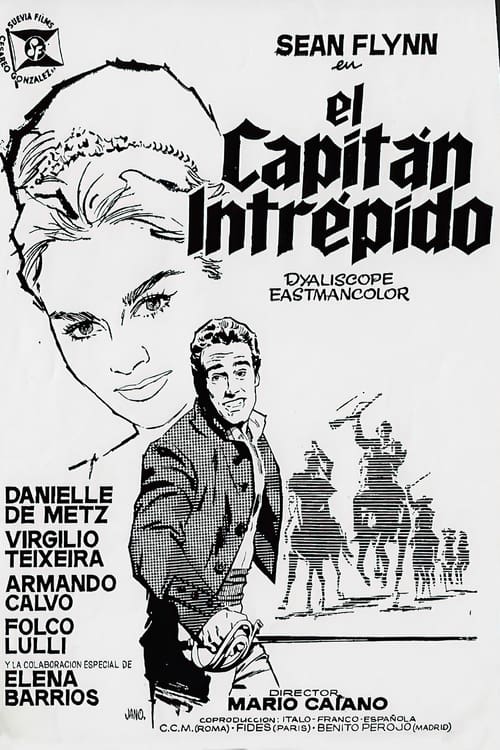 SUEVIA FILMS
CESAREO GONZALEZ
SEAN FLYNN
en
el
Capitán
Intrépido
DYALISCOPE
EASTMANCOLOR
DANIELLE
DE METZ
VIRGILIO
TEIXEIRA
ARMANDO
CALVO
FOLCO
LULLI
Y LA COLABORACION ESPECIAL DE
ELENA
BARRIOS
JANO.
DIRECTOR
MARIO CAIANO
COPRODUCCION: ITALO-FRANCO-ESPAÑOLA
C.C.M.(ROMA)-FIDES(PARIS)-BENITO PEROJO(MADRID)